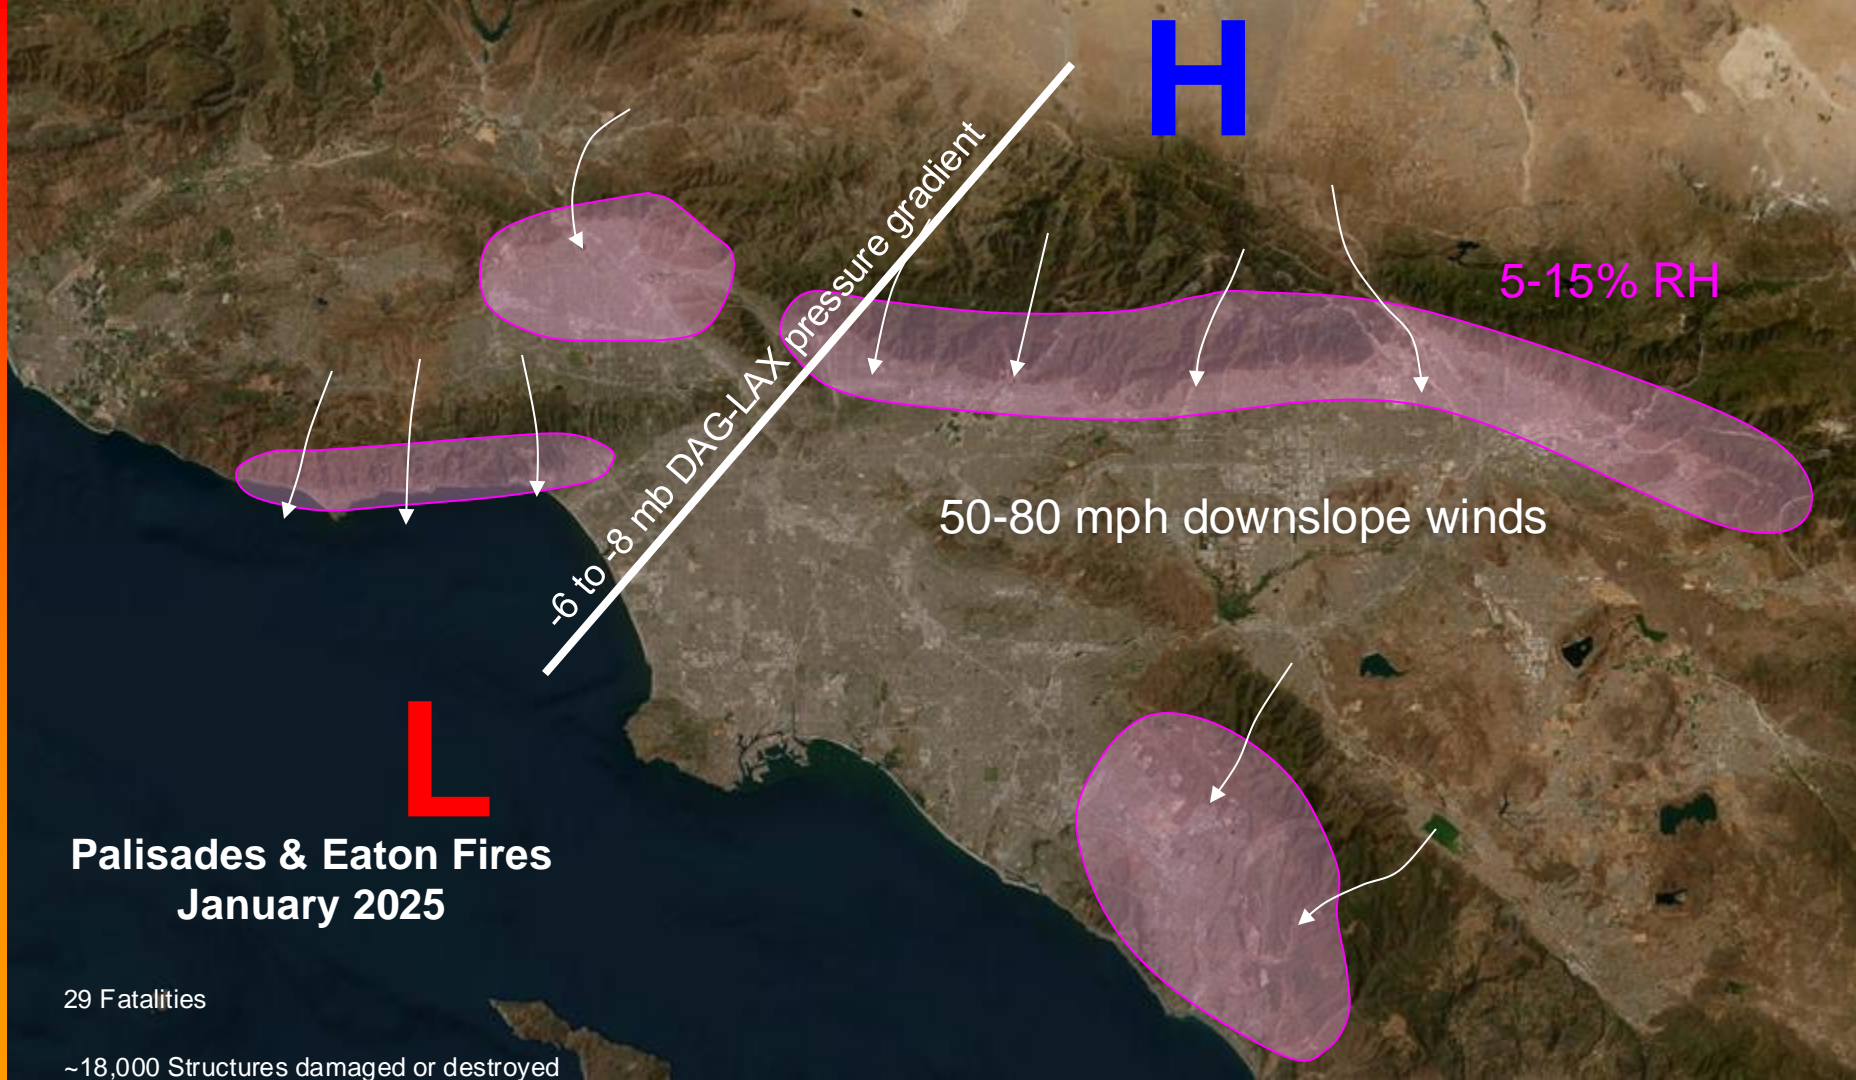 H
5-15% RH
-6 to -8 mb DAG-LAX pressure gradient
50-80 mph downslope winds
L
Palisades & Eaton Fires
January 2025
29 Fatalities
~18,000 Structures damaged or destroyed